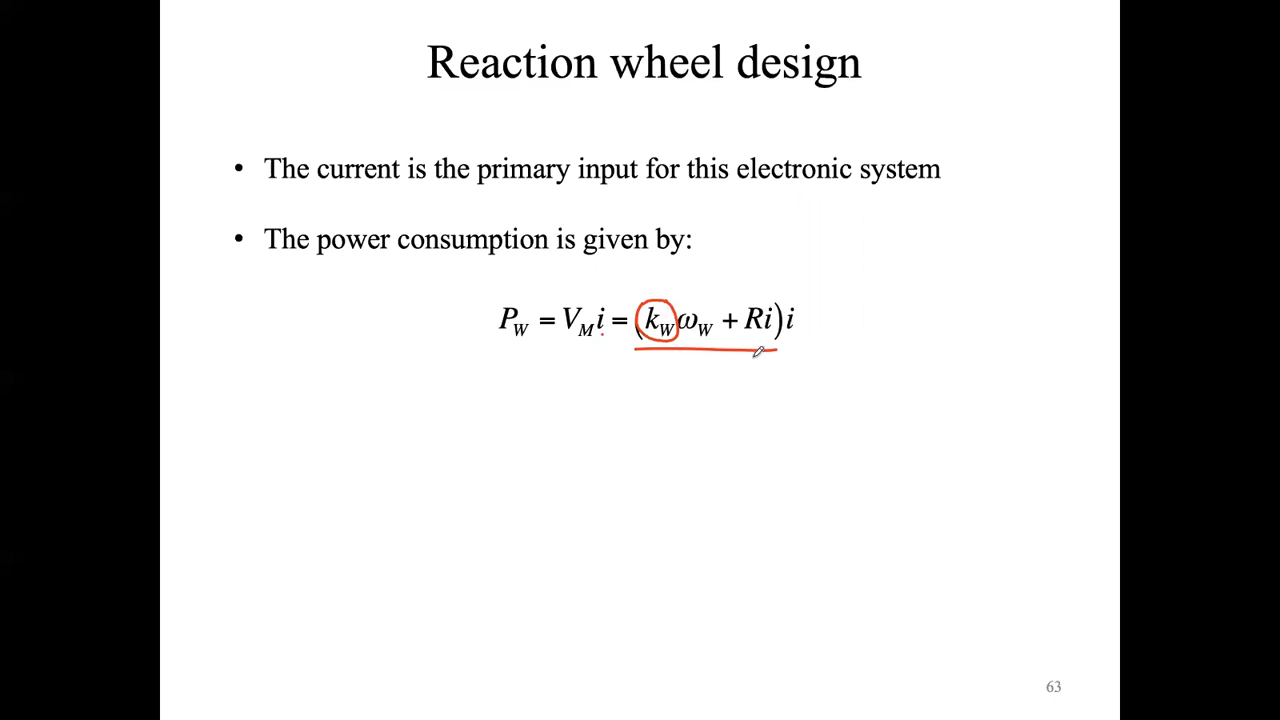 Reaction wheel design
• The current is the primary input for this electronic system
• The power consumption is given by:
P_W = V_M i = (k_W ω_W + Ri) i
63